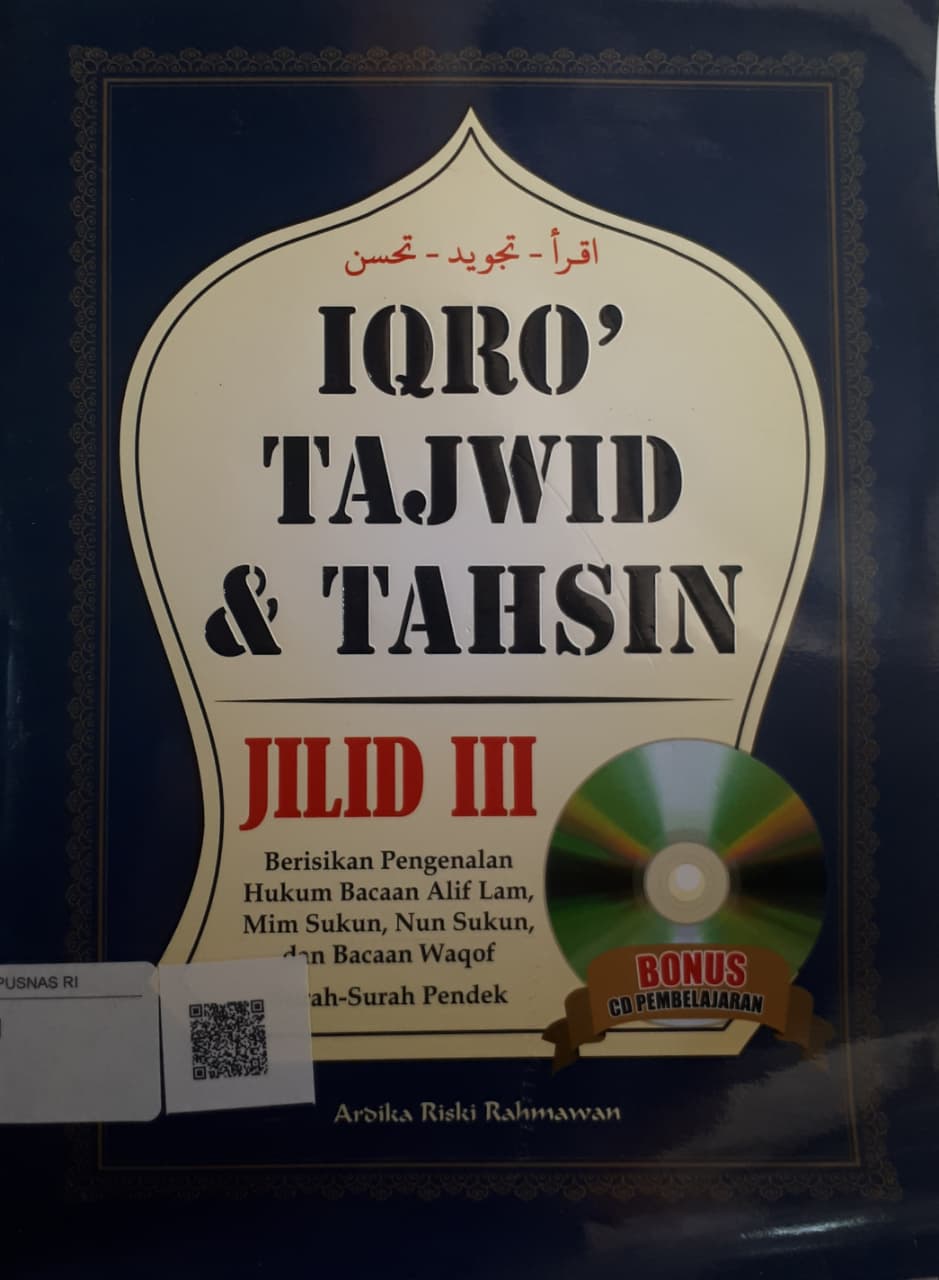 اقرأ - تجويد - تحسن
IQRO’
TAJWID
& TAHSIN
JILID III
Berisikan Pengenalan
Hukum Bacaan Alif Lam,
Mim Sukun, Nun Sukun,
dan Bacaan Waqof
rah-Surah Pendek
BONUS
CD PEMBELAJARAN
PUSNAS RI
Ardika Riski Rahmawan